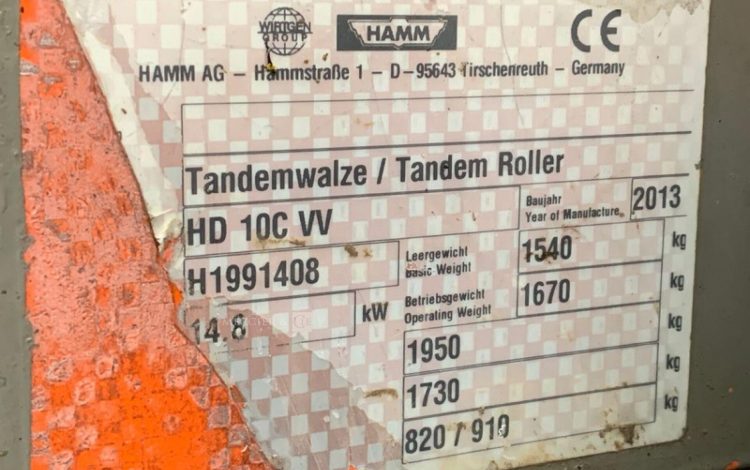 WIRTGEN GROUP
HAMM
CE
HAMM AG – Hammstraße 1 – D-95643 Tirschenreuth – Germany
Tandemwalze / Tandem Roller
HD 10C VV
Baujahr
Year of Manufacture
2013
H1991408
Leergewicht
Basic Weight
1540
kg
14.8
kW
Betriebsgewicht
Operating Weight
1670
kg
1950
kg
1730
kg
820 / 910
kg